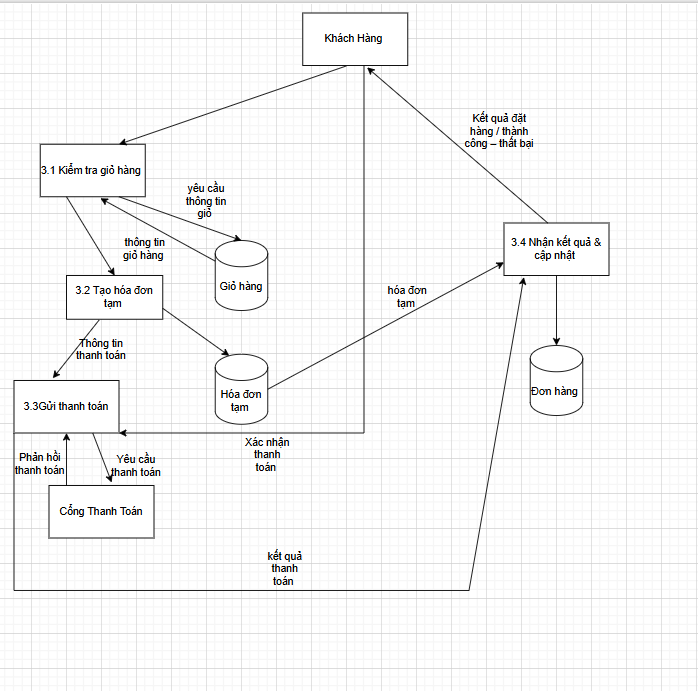 Khách Hàng
Kết quả đặt
hàng / thành
công – thất bại
3.1 Kiểm tra giỏ hàng
yêu cầu
thông tin
giỏ
thông tin
giỏ hàng
3.4 Nhận kết quả &
cập nhật
Giỏ hàng
3.2 Tạo hóa đơn
tạm
hóa đơn
tạm
Thông tin
thanh toán
Hóa đơn
tạm
Đơn hàng
3.3Gửi thanh toán
Xác nhận
thanh
toán
Phản hồi
thanh toán
Yêu cầu
thanh toán
Cổng Thanh Toán
kết quả
thanh
toán